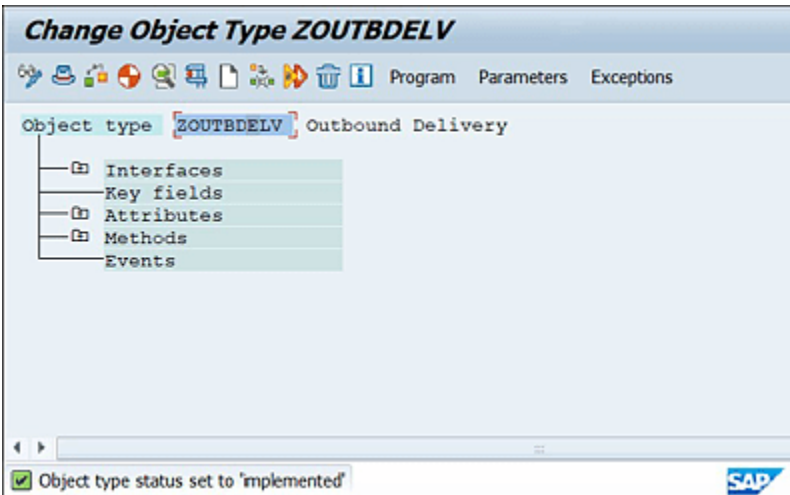 Change Object Type ZOUTBDELV
Program Parameters Exceptions
Object type ZOUTBDELV Outbound Delivery
Interfaces
Key fields
Attributes
Methods
Events
Object type status set to 'implemented'
SAP